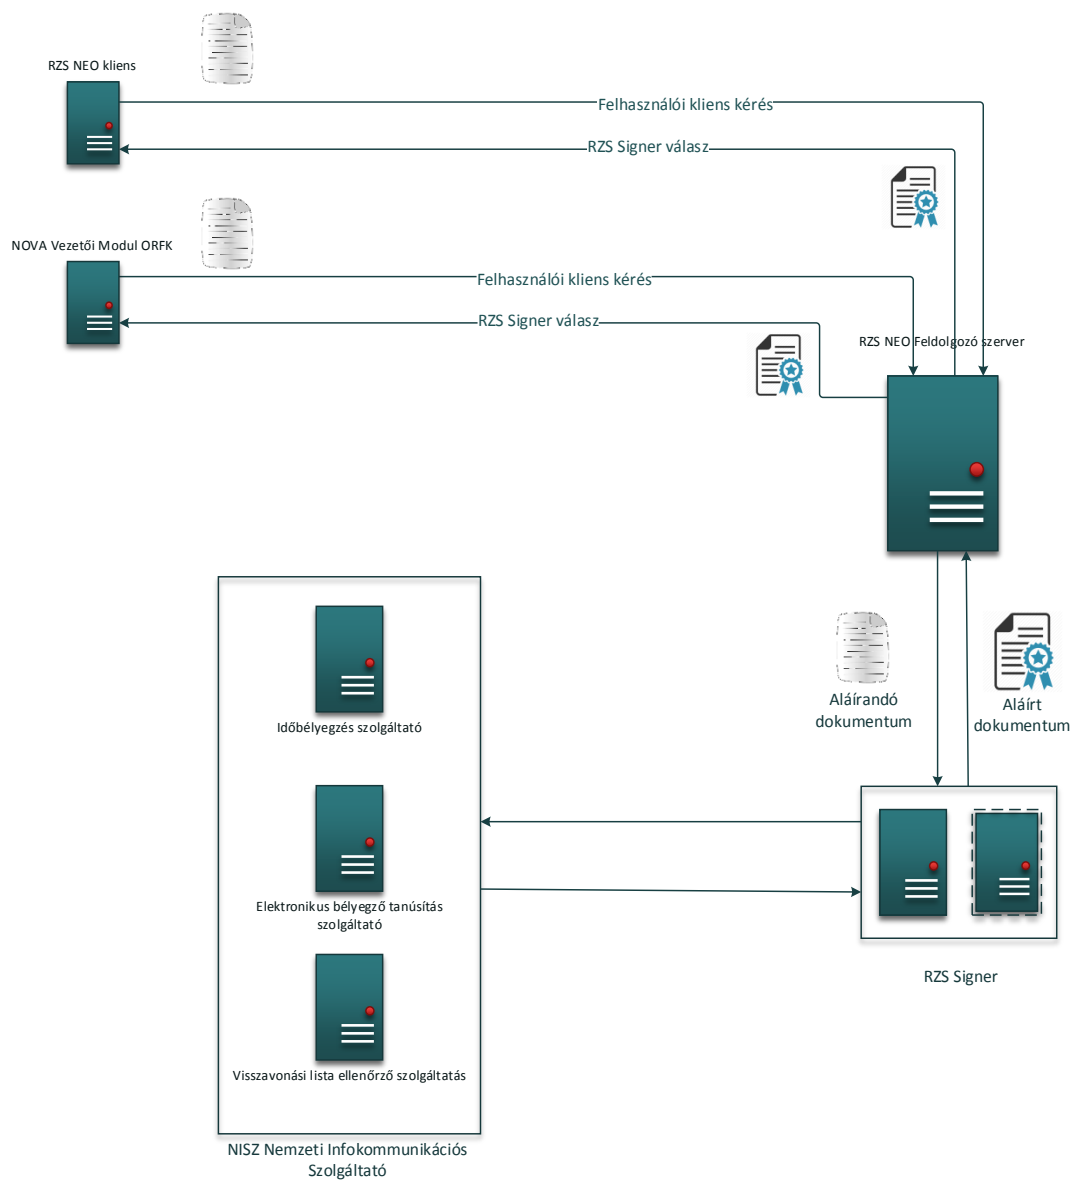 RZS NEO kliens
Felhasználói kliens kérés
RZS Signer válasz
NOVA Vezetői Modul ORFK
Felhasználói kliens kérés
RZS Signer válasz
RZS NEO Feldolgozó szerver
Aláírandó
dokumentum
Aláírt
dokumentum
Időbélyegzés szolgáltató
Elektronikus bélyegző tanúsítás
szolgáltató
Visszavonási lista ellenőrző szolgáltatás
RZS Signer
NISZ Nemzeti Infokommunikációs
Szolgáltató